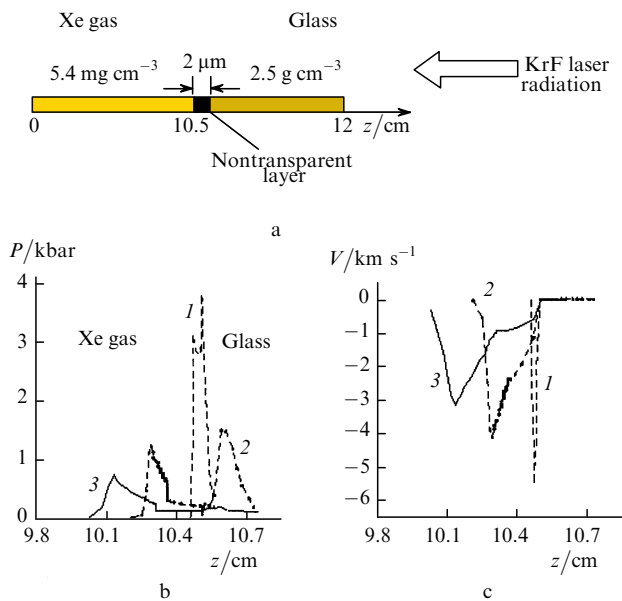 Xe gas Glass
5.4 mg cm⁻³ 2 μm 2.5 g cm⁻³ KrF laser
radiation
0 10.5 12 z/cm
Nontransparent
layer
a
P/kbar
4
3
2
1
0
1
Xe gas Glass
2
3
9.8 10.1 10.4 10.7
z/cm
b
V/km s⁻¹
0
−1
−2
−3
−4
−5
−6
2
3
1
9.8 10.1 10.4 10.7
z/cm
c